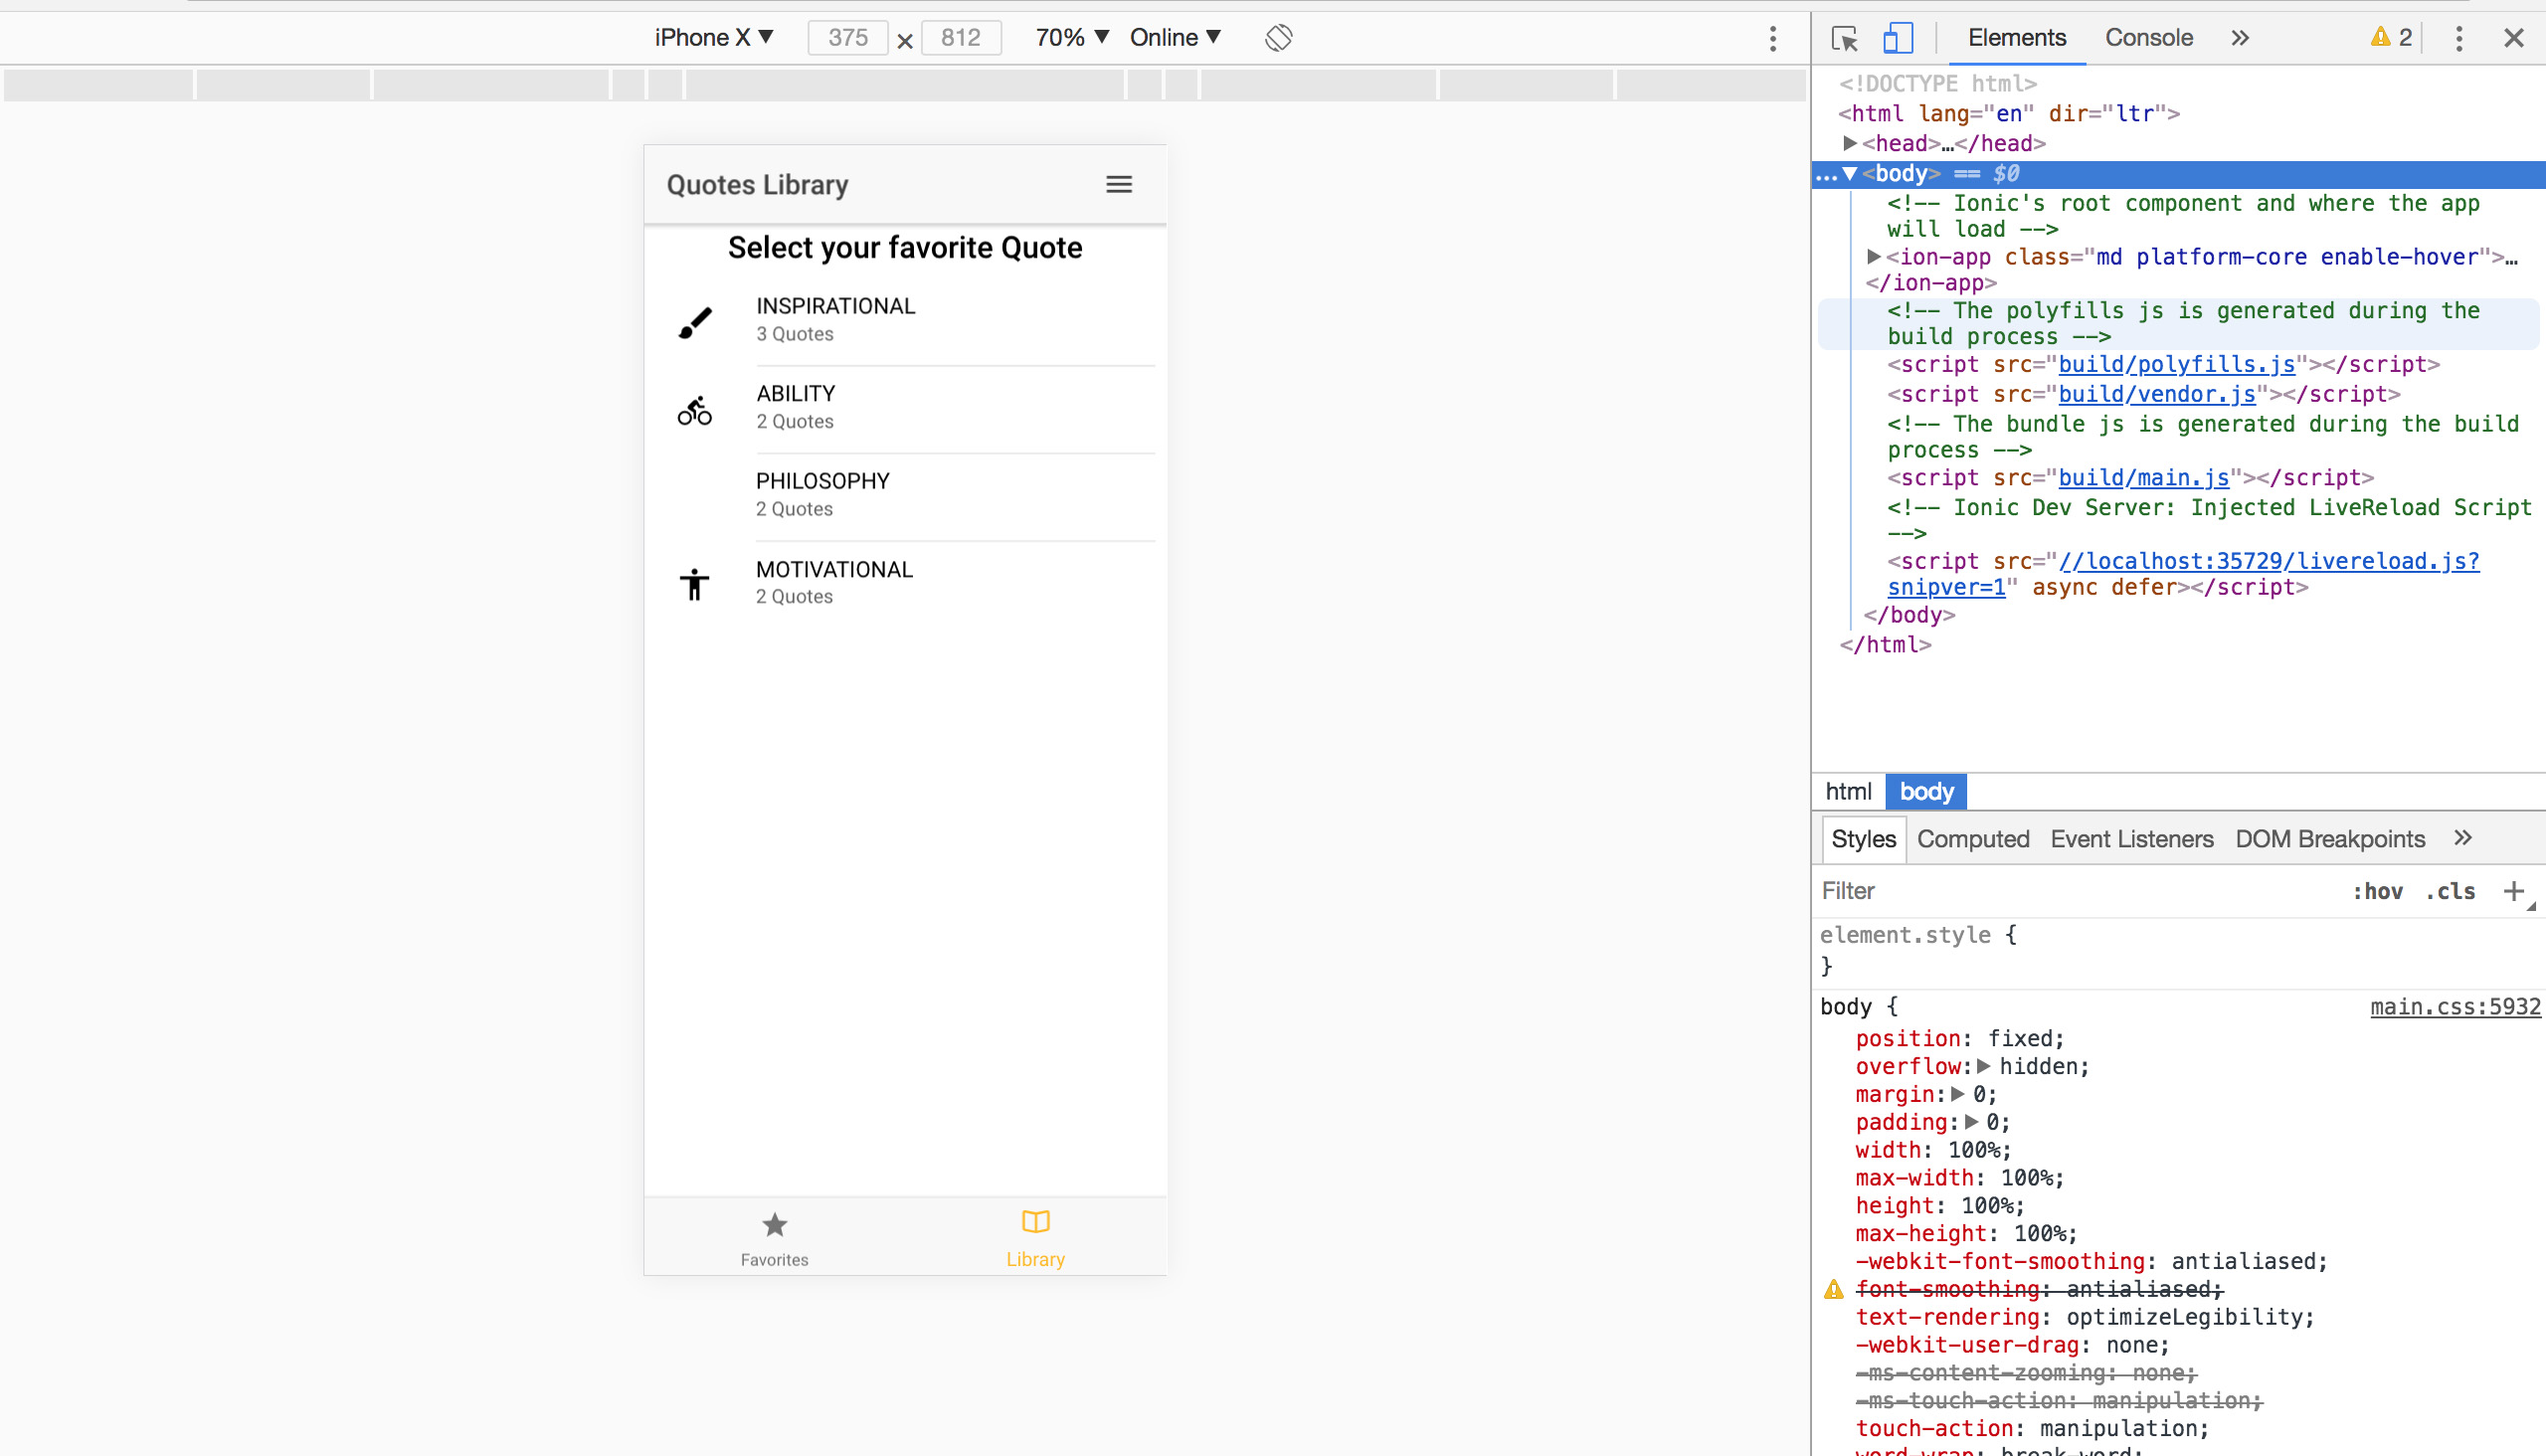 iPhone X ▼ 375 × 812 70% ▼ Online ▼
Quotes Library
Select your favorite Quote
INSPIRATIONAL
3 Quotes
ABILITY
2 Quotes
PHILOSOPHY
2 Quotes
MOTIVATIONAL
2 Quotes
Favorites
Library
Elements Console » 2
<!DOCTYPE html>
<html lang="en" dir="ltr">
▶<head>…</head>
…▼<body> == $0
<!-- Ionic's root component and where the app
will load -->
▶<ion-app class="md platform-core enable-hover">…
</ion-app>
<!-- The polyfills js is generated during the
build process -->
<script src="build/polyfills.js"></script>
<script src="build/vendor.js"></script>
<!-- The bundle js is generated during the build
process -->
<script src="build/main.js"></script>
<!-- Ionic Dev Server: Injected LiveReload Script
-->
<script src="//localhost:35729/livereload.js?
snipver=1" async defer></script>
</body>
</html>
html body
Styles Computed Event Listeners DOM Breakpoints »
Filter :hov .cls +
element.style {
}
body { main.css:5932
position: fixed;
overflow:▶ hidden;
margin:▶ 0;
padding:▶ 0;
width: 100%;
max-width: 100%;
height: 100%;
max-height: 100%;
-webkit-font-smoothing: antialiased;
font-smoothing: antialiased;
text-rendering: optimizeLegibility;
-webkit-user-drag: none;
-ms-content-zooming: none;
-ms-touch-action: manipulation;
touch-action: manipulation;
word-wrap: break-word;